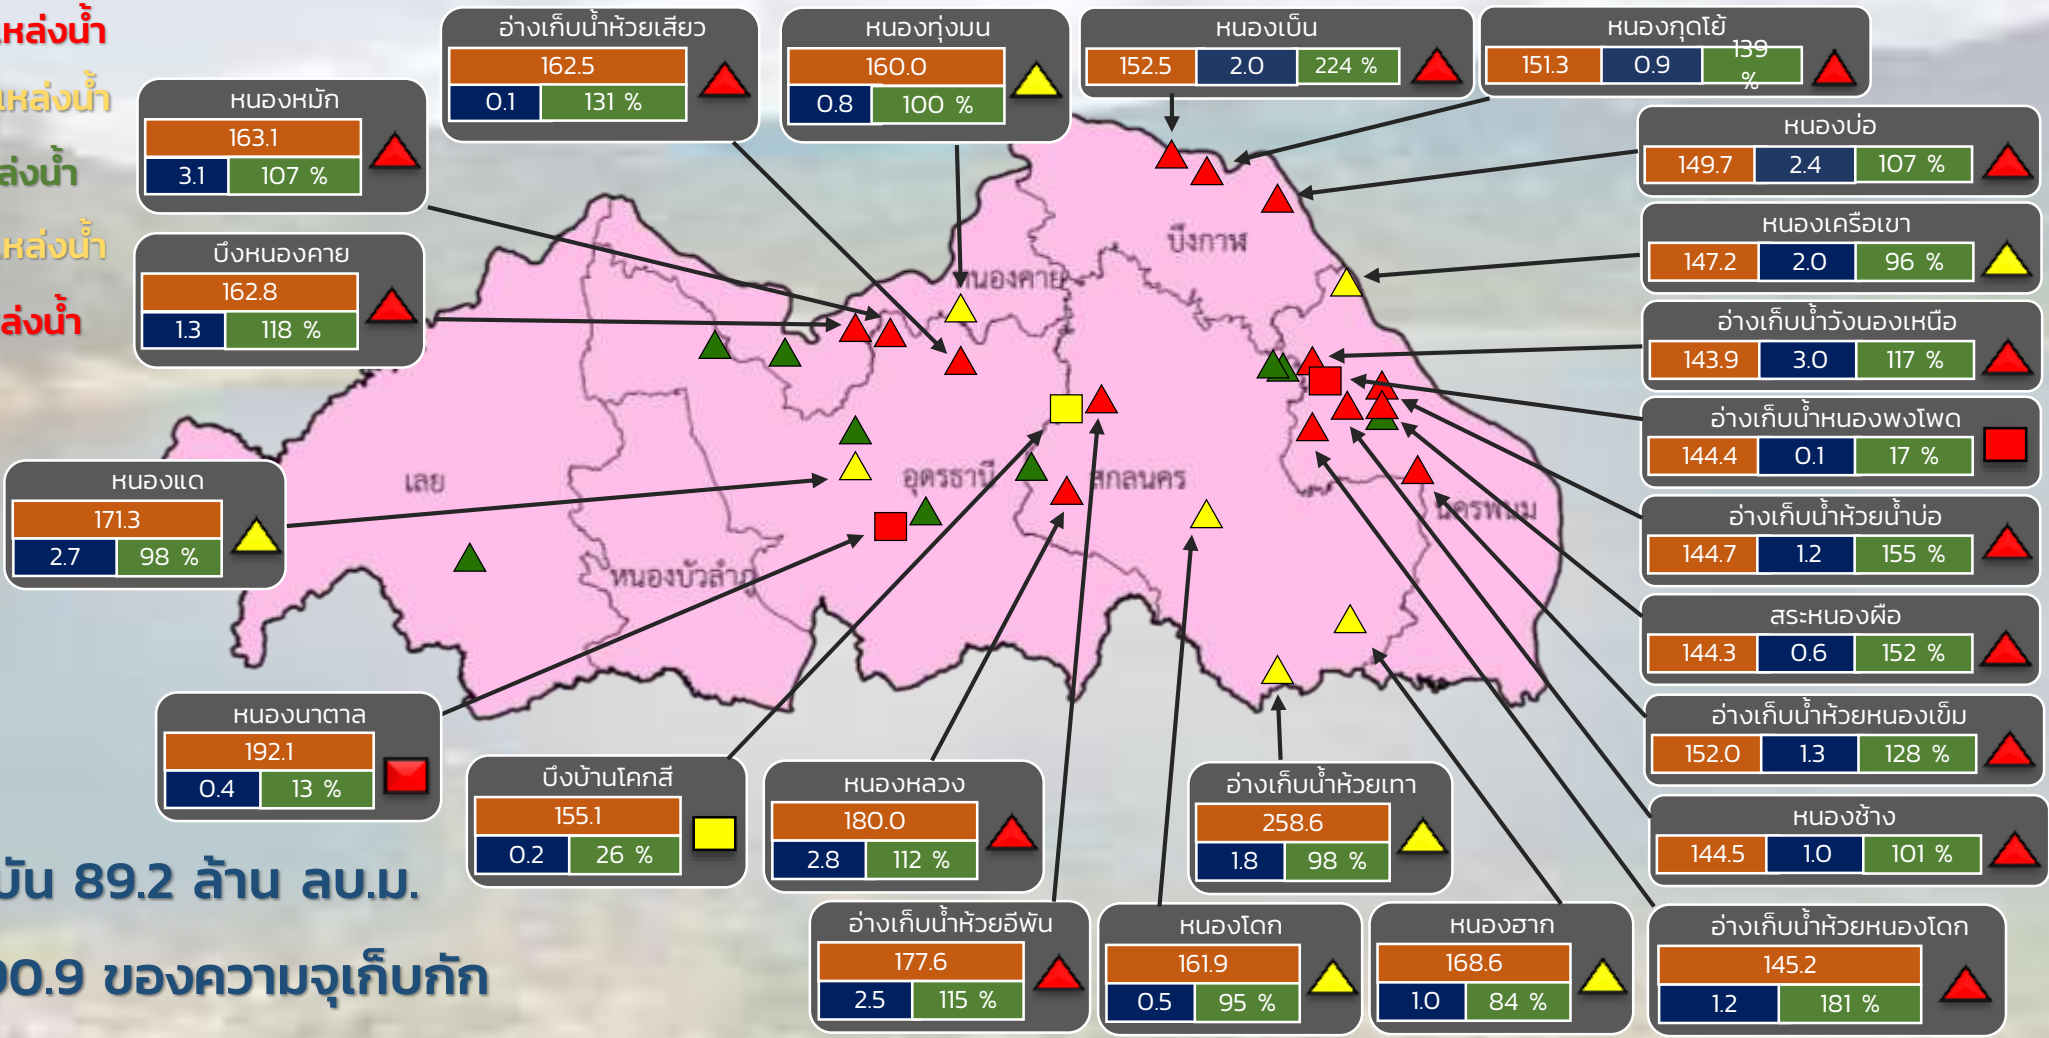 หล่งน้ำ
หล่งน้ำ
ล่งน้ำ
หล่งน้ำ
ล่งน้ำ
อ่างเก็บน้ำห้วยเสียว
162.5
0.1 131 %
หนองทุ่งมน
160.0
0.8 100 %
หนองเบ็น
152.5 2.0 224 %
หนองกุดโย้
151.3 0.9 139 %
หนองหมัก
163.1
3.1 107 %
หนองบ่อ
149.7 2.4 107 %
บึงหนองคาย
162.8
1.3 118 %
หนองเครือเขา
147.2 2.0 96 %
อ่างเก็บน้ำวังนองเหนือ
143.9 3.0 117 %
อ่างเก็บน้ำหนองพงโพด
144.4 0.1 17 %
หนองแด
171.3
2.7 98 %
อ่างเก็บน้ำห้วยน้ำบ่อ
144.7 1.2 155 %
สระหนองผือ
144.3 0.6 152 %
อ่างเก็บน้ำห้วยหนองเข็ม
152.0 1.3 128 %
หนองช้าง
144.5 1.0 101 %
บึงกาฬ
หนองคาย
เลย
อุดรธานี
สกลนคร
นครพนม
หนองบัวลำภู
หนองนาตาล
192.1
0.4 13 %
บึงบ้านโคกสี
155.1
0.2 26 %
หนองหลวง
180.0
2.8 112 %
อ่างเก็บน้ำห้วยเทา
258.6
1.8 98 %
อ่างเก็บน้ำห้วยอีพัน
177.6
2.5 115 %
หนองโดก
161.9
0.5 95 %
หนองฮาก
168.6
1.0 84 %
อ่างเก็บน้ำห้วยหนองโดก
145.2
1.2 181 %
บัน 89.2 ล้าน ลบ.ม.
90.9 ของความจุเก็บกัก